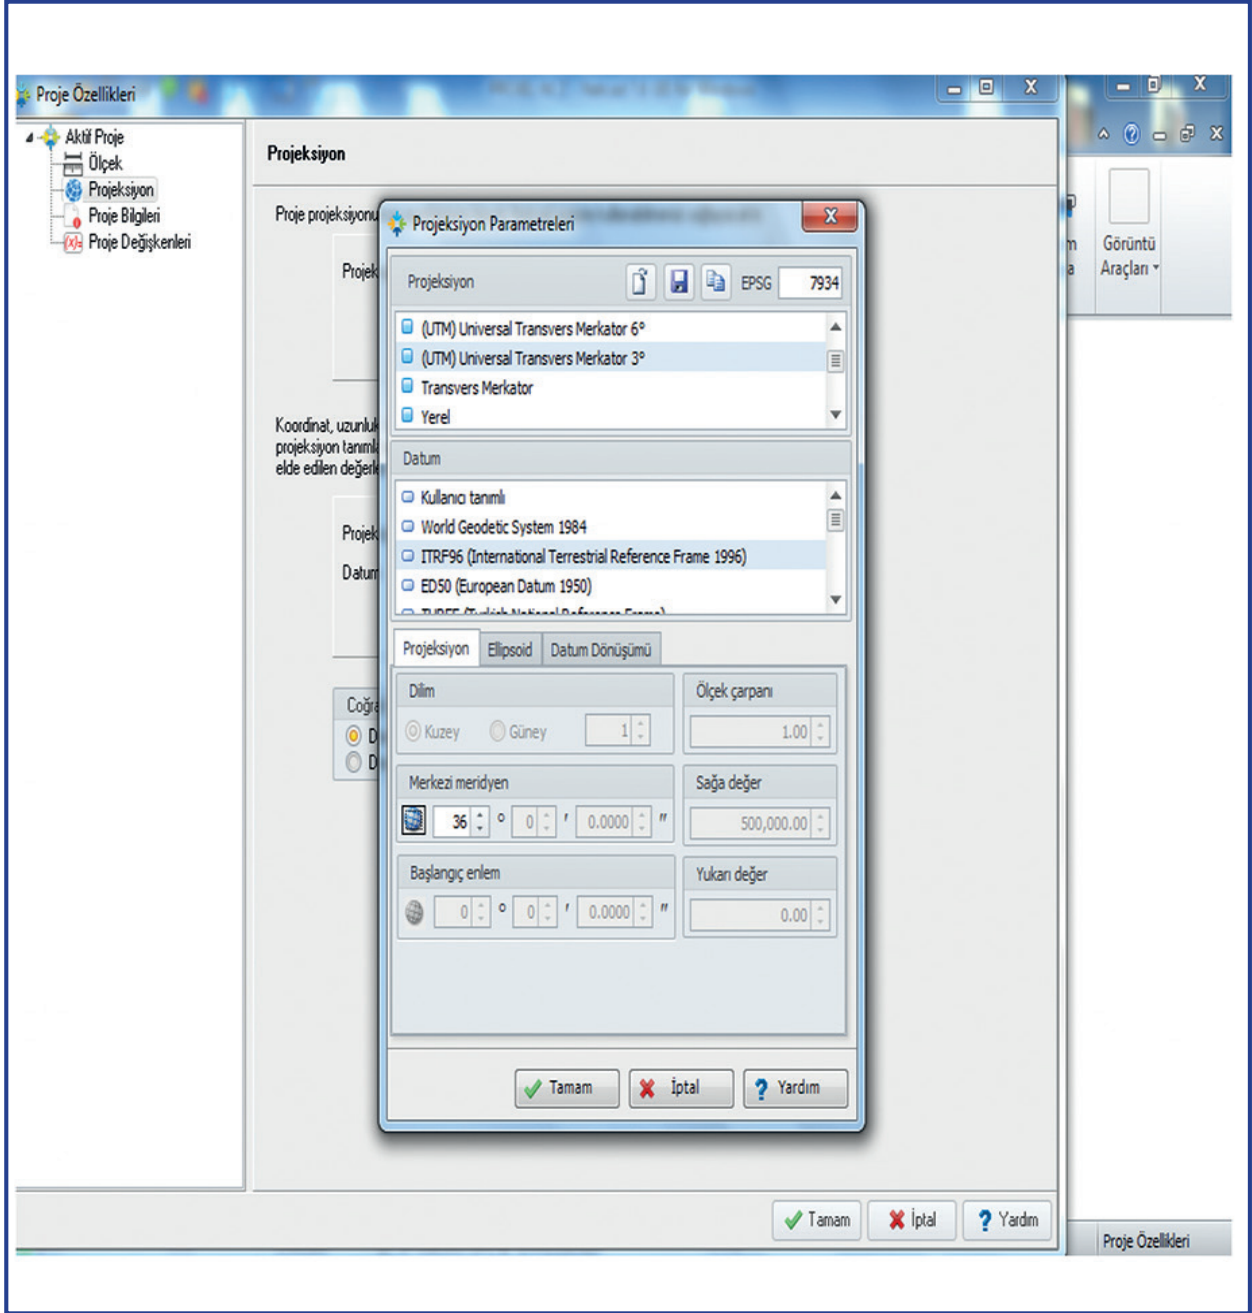 Proje Özellikleri
Aktif Proje
Ölçek
Projeksiyon
Proje Bilgileri
(x)= Proje Değişkenleri
Projeksiyon
Proje projeksiyonu
Projek
Koordinat, uzunluk
projeksiyon tanımla
elde edilen değerle
Projek
Datum
Coğra
D
D
Projeksiyon Parametreleri
Projeksiyon
EPSG
7934
(UTM) Universal Transvers Merkator 6°
(UTM) Universal Transvers Merkator 3°
Transvers Merkator
Yerel
Datum
Kullanıcı tanımlı
World Geodetic System 1984
ITRF96 (International Terrestrial Reference Frame 1996)
ED50 (European Datum 1950)
Projeksiyon
Ellipsoid
Datum Dönüşümü
Dilim
Kuzey
Güney
1
Ölçek çarpanı
1.00
Merkezi meridyen
36 ° 0 ' 0.0000 "
Sağa değer
500,000.00
Başlangıç enlem
0 ° 0 ' 0.0000 "
Yukarı değer
0.00
Tamam
İptal
? Yardım
Tamam
İptal
? Yardım
m
a
Görüntü
Araçları
Proje Özellikleri